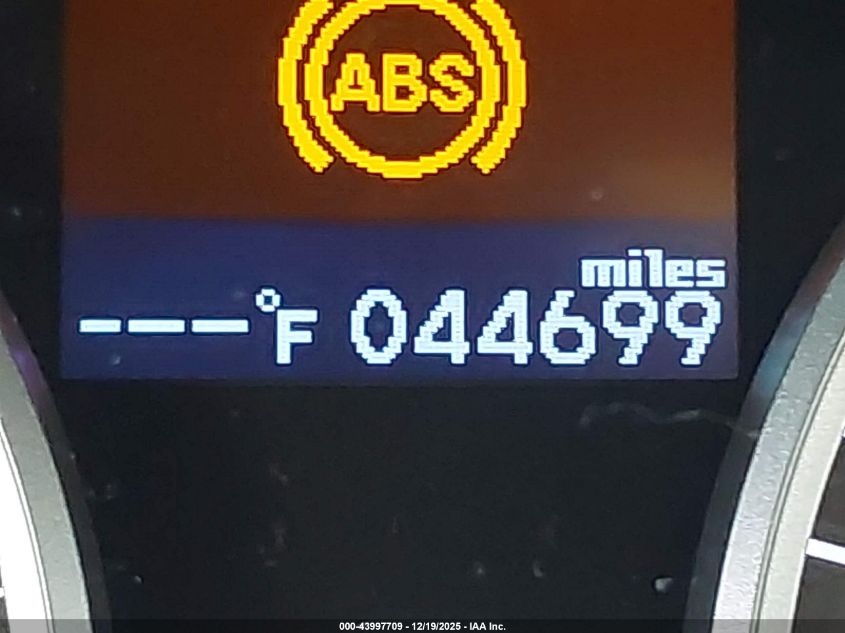 ABS
miles
---°F 044699
000-43997709 - 12/19/2025 - IAA Inc.